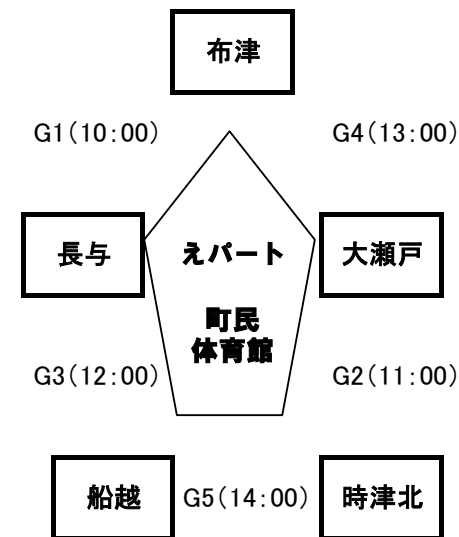 布津
G1(10:00)
G4(13:00)
長与
えパート
大瀬戸
町民
体育館
G3(12:00)
G2(11:00)
船越
G5(14:00)
時津北